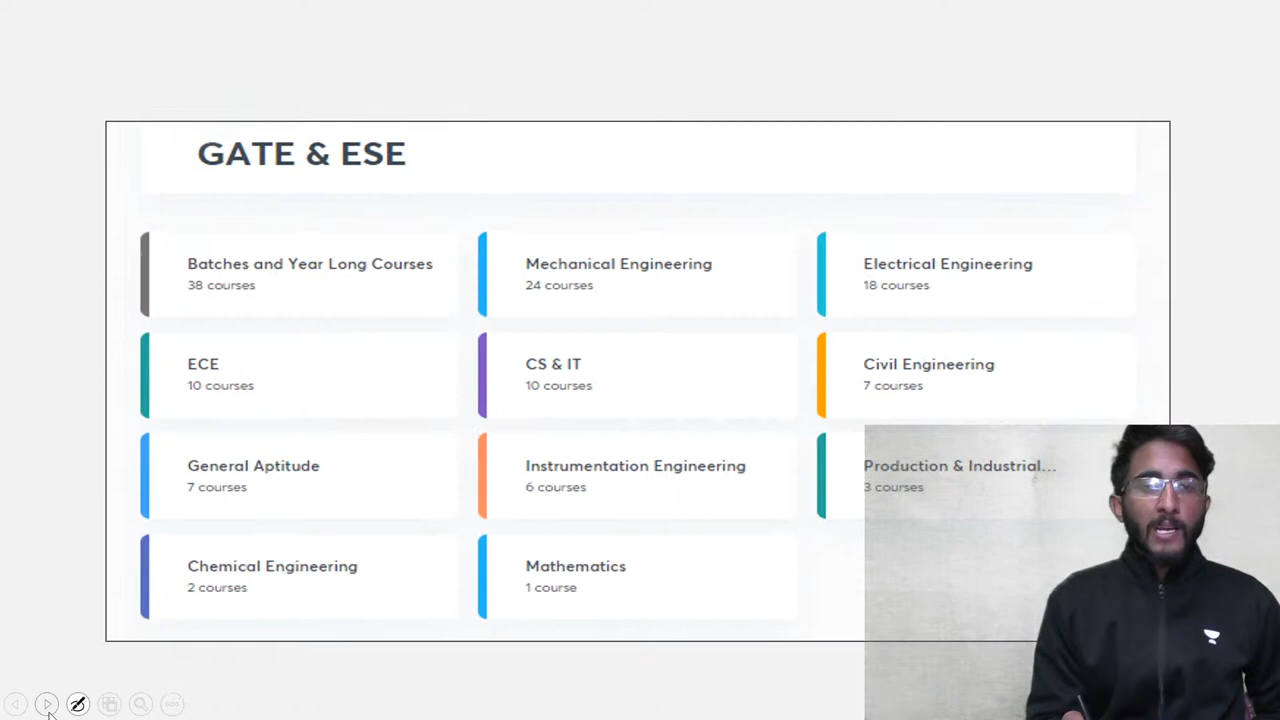 GATE & ESE
Batches and Year Long Courses
38 courses
Mechanical Engineering
24 courses
Electrical Engineering
18 courses
ECE
10 courses
CS & IT
10 courses
Civil Engineering
7 courses
General Aptitude
7 courses
Instrumentation Engineering
6 courses
Production & Industrial...
3 courses
Chemical Engineering
2 courses
Mathematics
1 course